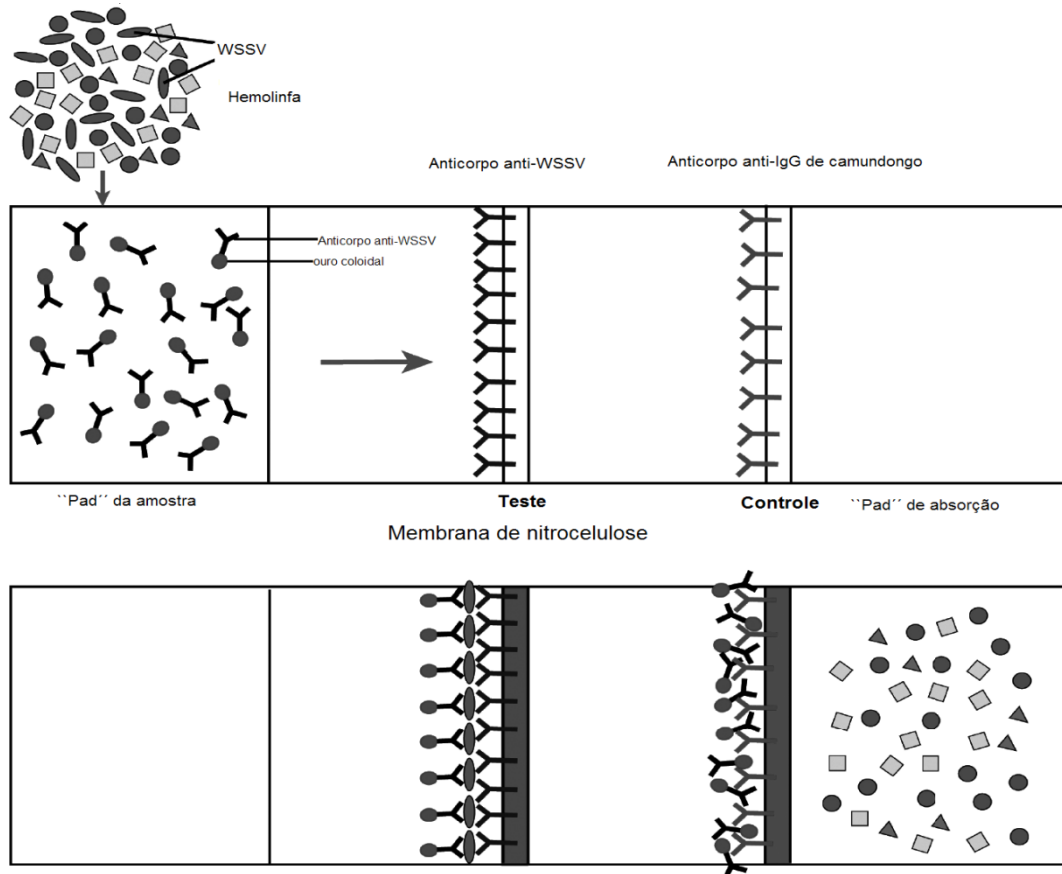 WSSV
Hemolinfa
Anticorpo anti-WSSV
Anticorpo anti-IgG de camundongo
Anticorpo anti-WSSV
ouro coloidal
``Pad´´ da amostra
Teste
Controle
``Pad´´ de absorção
Membrana de nitrocelulose